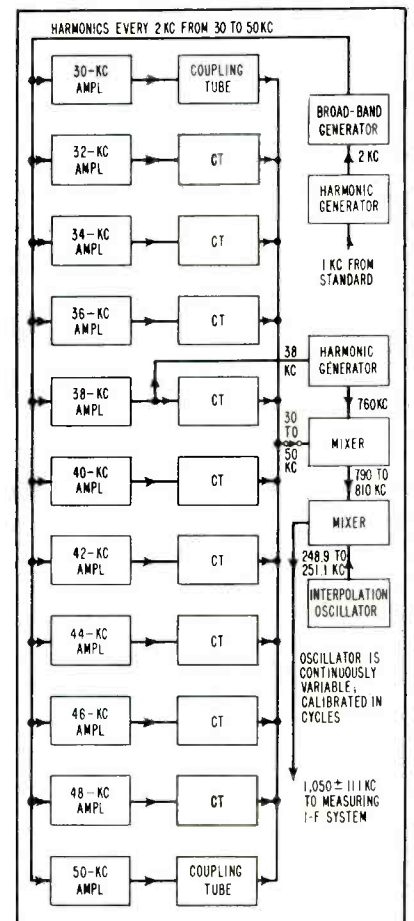 HARMONICS EVERY 2 KC FROM 30 TO 50 KC
30-KC
AMPL
COUPLING
TUBE
32-KC
AMPL
CT
34-KC
AMPL
CT
36-KC
AMPL
CT
38-KC
AMPL
CT
40-KC
AMPL
CT
42-KC
AMPL
CT
44-KC
AMPL
CT
46-KC
AMPL
CT
48-KC
AMPL
CT
50-KC
AMPL
COUPLING
TUBE
BROAD-BAND
GENERATOR
2 KC
HARMONIC
GENERATOR
1 KC FROM
STANDARD
38
KC
HARMONIC
GENERATOR
760KC
30
TO
50
KC
MIXER
790 TO
810 KC
MIXER
248.9 TO
251.1 KC
INTERPOLATION
OSCILLATOR
OSCILLATOR IS
CONTINUOUSLY
VARIABLE;
CALIBRATED IN
CYCLES
1,050 ± 11.1 KC
TO MEASURING
I-F SYSTEM